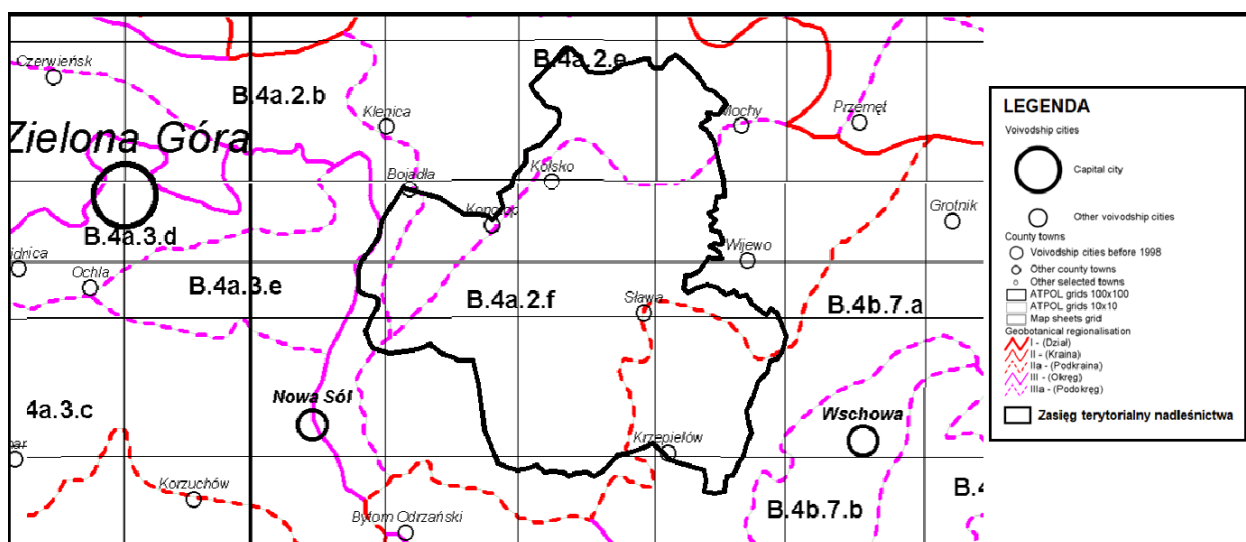 Czerwieńsk
B.4a.2.e
B.4a.2.b
Klenica
Mochy
Przemęt
Zielona Góra
Kolsko
Bojadła
Konotop
Grotnik
B.4a.3.d
idnica
Ochla
Wijewo
B.4a.3.e
B.4a.2.f
Sława
B.4b.7.a
4a.3.c
Nowa Sól
Wschowa
Krzepielów
Korzuchów
B.4
B.4b.7.b
Bytom Odrzański
LEGENDA
Voivodship cities
Capital city
Other voivodship cities
County towns
Voivodship cities before 1998
Other county towns
Other selected towns
ATPOL grids 100x100
ATPOL grids 10x10
Map sheets grid
Geobotanical regionalisation
I - (Dział)
II - (Kraina)
IIa - (Podkraina)
III - (Okręg)
IIIa - (Podokręg)
Zasięg terytorialny nadleśnictwa